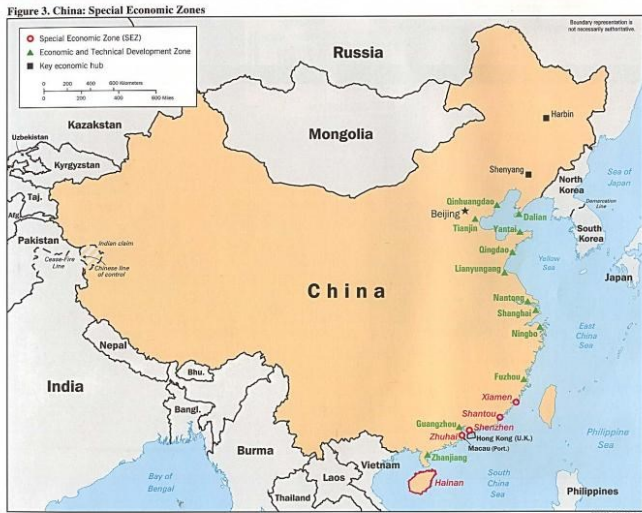 Figure 3. China: Special Economic Zones
Special Economic Zone (SEZ)
Economic and Technical Development Zone
Key economic hub
0 200 400 600 Kilometers
0 200 400 600 Miles
Boundary representation is
not necessarily authoritative.
Russia
Kazakstan
Mongolia
Harbin
Uzbekistan
Kyrgyzstan
Shenyang
North
Korea
Sea of
Japan
Demarcation
Line
Taj.
Afg.
Qinhuangdao
Beijing
Tianjin
Dalian
Yantai
South
Korea
Pakistan
Indian claim
Cease-Fire
Line
Chinese line
of control
Qingdao
Yellow
Sea
Japan
Lianyungang
China
Nantong
Shanghai
Ningbo
East
China
Sea
Nepal
Bhu.
India
Fuzhou
Xiamen
Bangl.
Shantou
Guangzhou
Shenzhen
Zhuhai
Hong Kong (U.K.)
Macau (Port.)
Philippine
Sea
Burma
Zhanjiang
Vietnam
Laos
Hainan
Bay of
Bengal
South
China
Sea
Thailand
Philippines